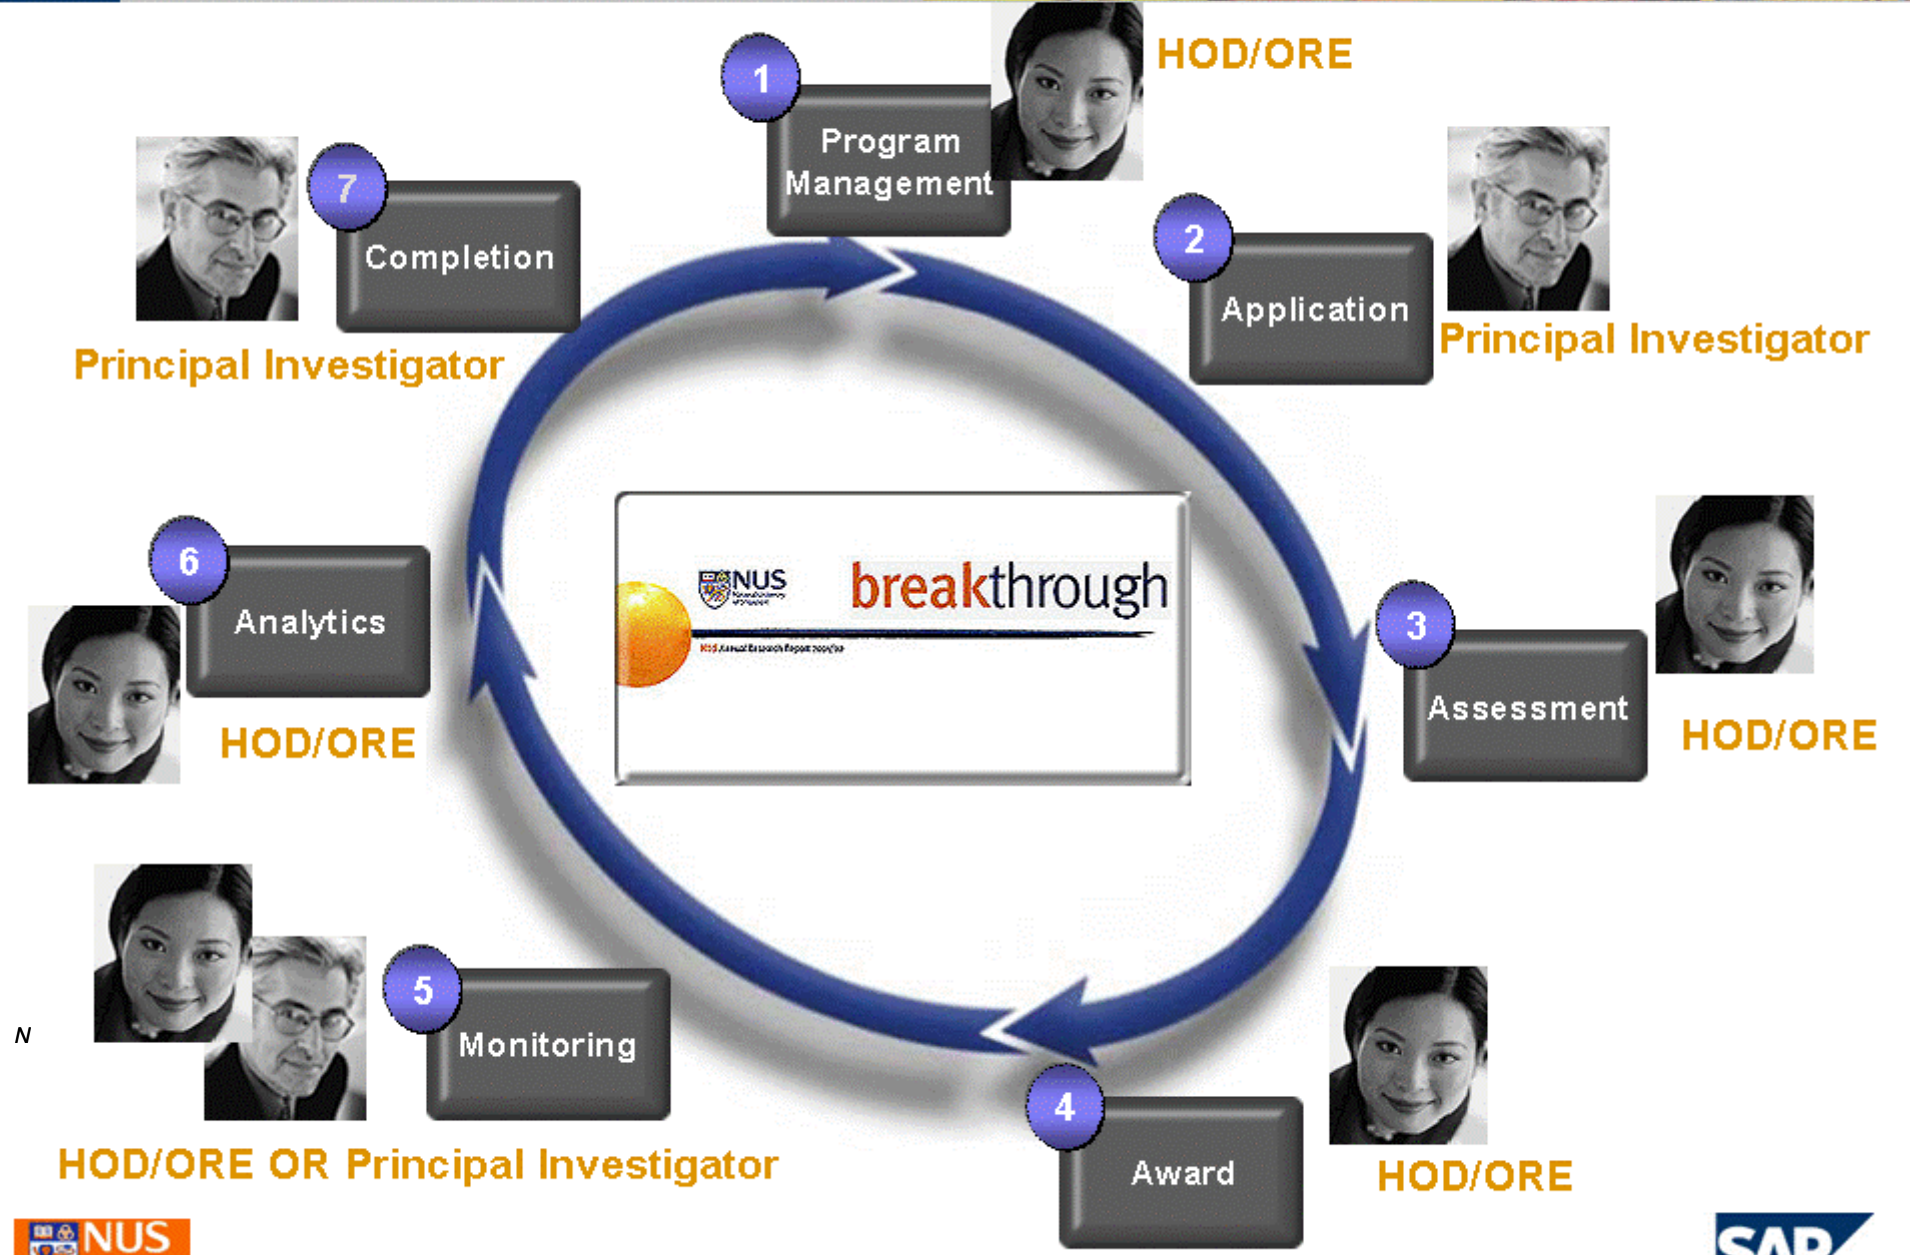 HOD/ORE
1
Program
Management
7
Completion
Principal Investigator
2
Application
Principal Investigator
NUS
breakthrough
6
Analytics
HOD/ORE
3
Assessment
HOD/ORE
5
Monitoring
N
HOD/ORE OR Principal Investigator
4
Award
HOD/ORE
NUS
SAP